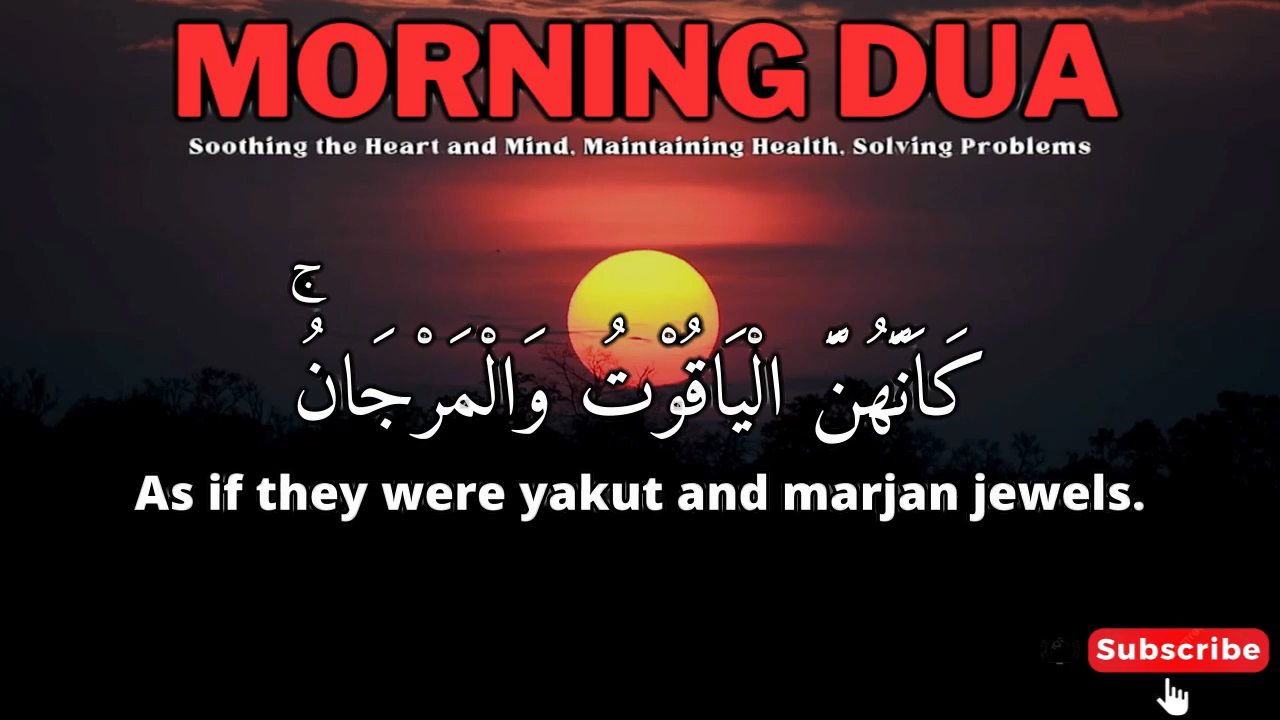 MORNING DUA
Soothing the Heart and Mind, Maintaining Health, Solving Problems
كَاَنَّهُنَّ الْيَاقُوْتُ وَالْمَرْجَانُۚ
As if they were yakut and marjan jewels.
Subscribe